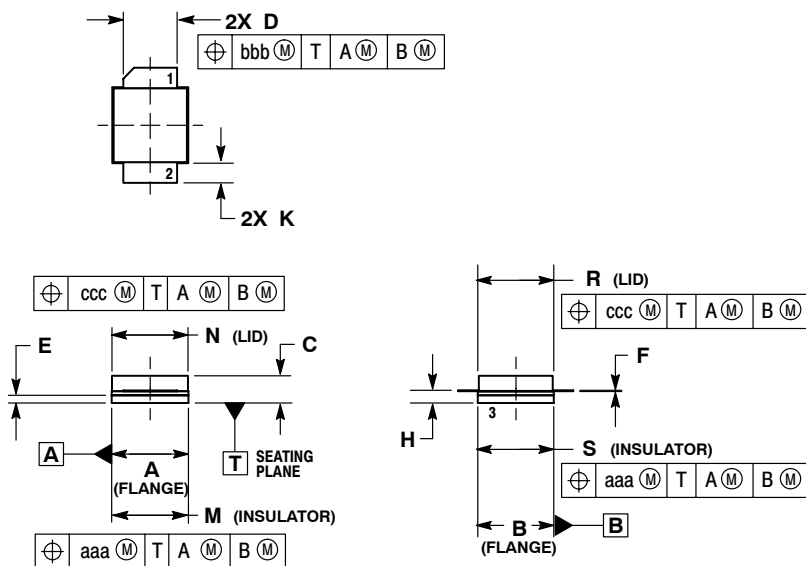 2X D
⌖ bbb Ⓜ T A Ⓜ B Ⓜ
1
2
2X K
⌖ ccc Ⓜ T A Ⓜ B Ⓜ
R (LID)
⌖ ccc Ⓜ T A Ⓜ B Ⓜ
E
N (LID)
C
F
H
3
A
A
(FLANGE)
T SEATING
PLANE
S (INSULATOR)
⌖ aaa Ⓜ T A Ⓜ B Ⓜ
M (INSULATOR)
B
(FLANGE)
B
⌖ aaa Ⓜ T A Ⓜ B Ⓜ